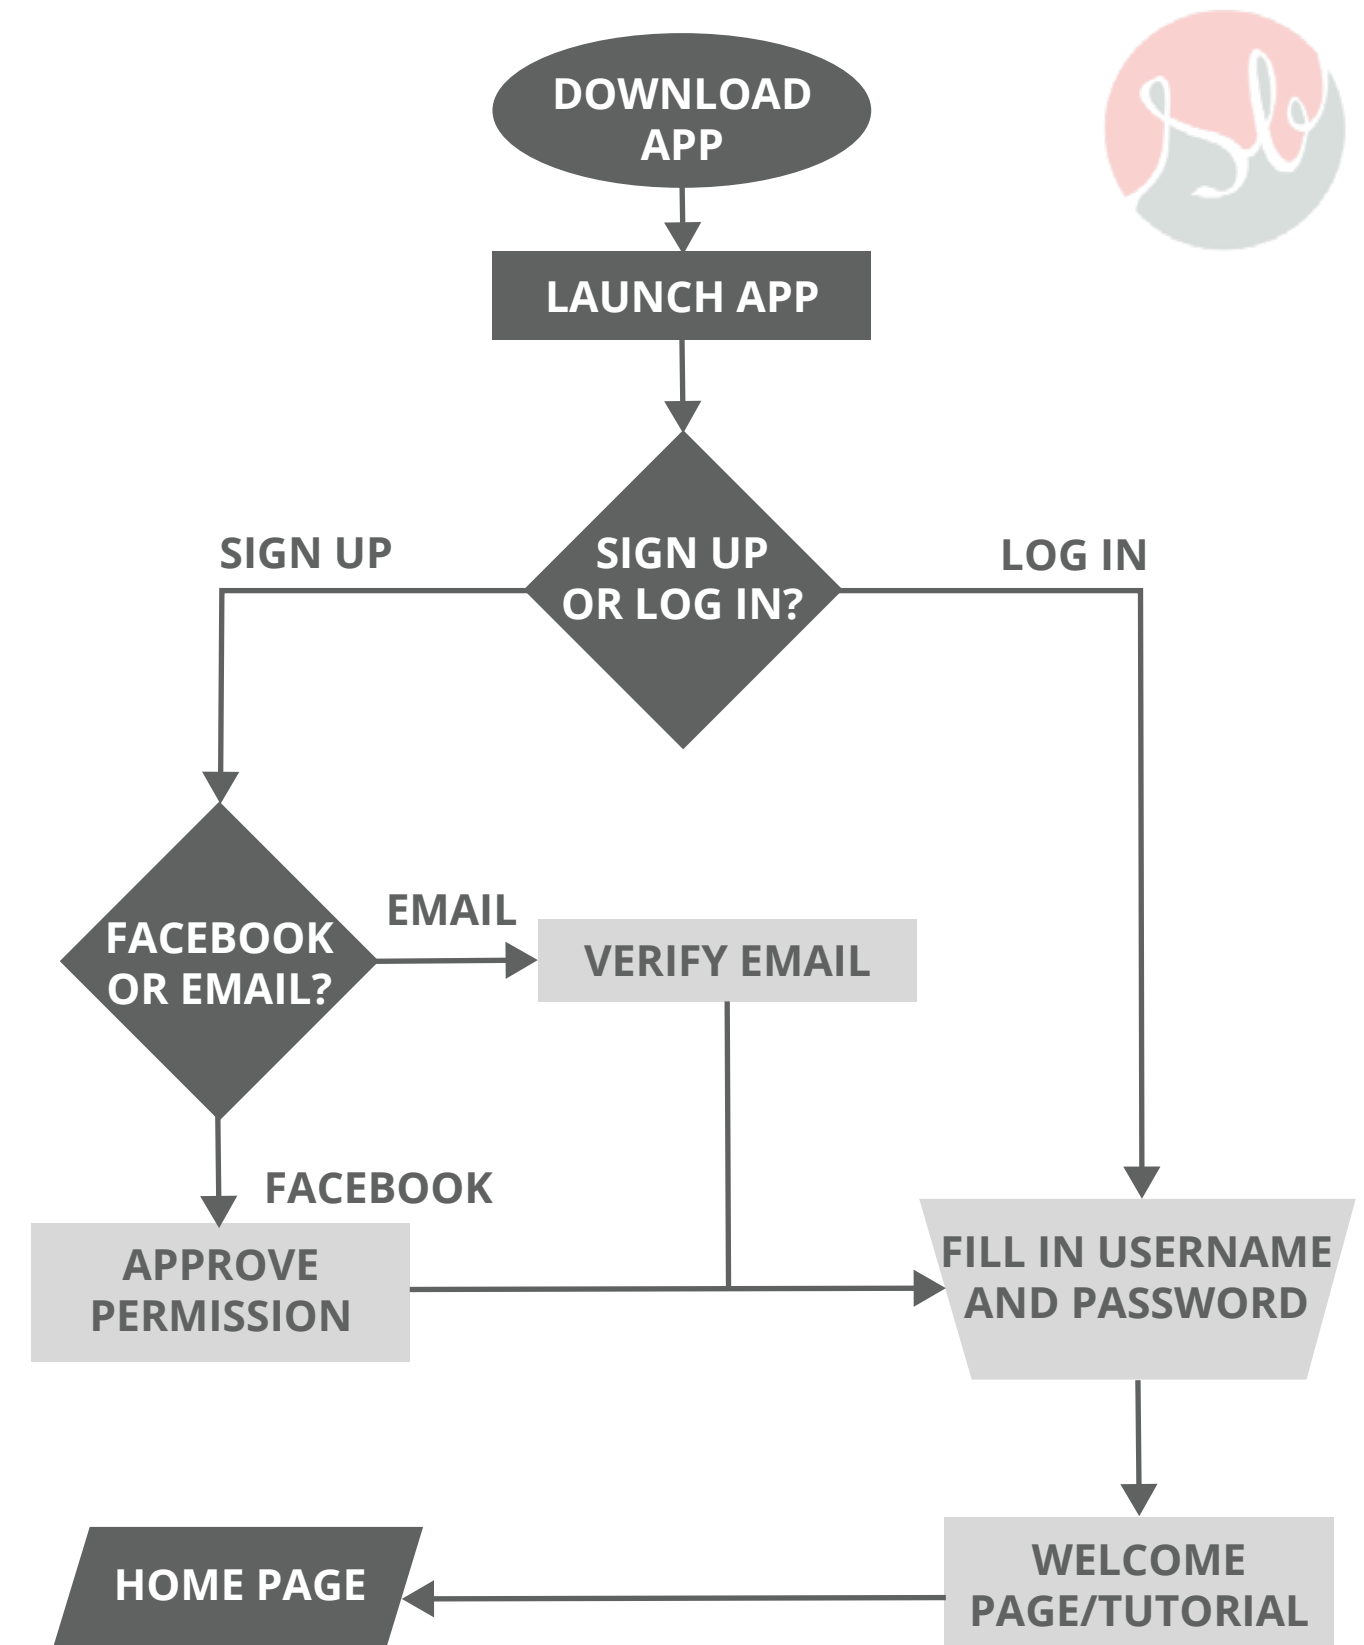 DOWNLOAD
APP
LAUNCH APP
SIGN UP
SIGN UP
OR LOG IN?
LOG IN
FACEBOOK
OR EMAIL?
EMAIL
VERIFY EMAIL
FACEBOOK
APPROVE
PERMISSION
FILL IN USERNAME
AND PASSWORD
WELCOME
PAGE/TUTORIAL
HOME PAGE